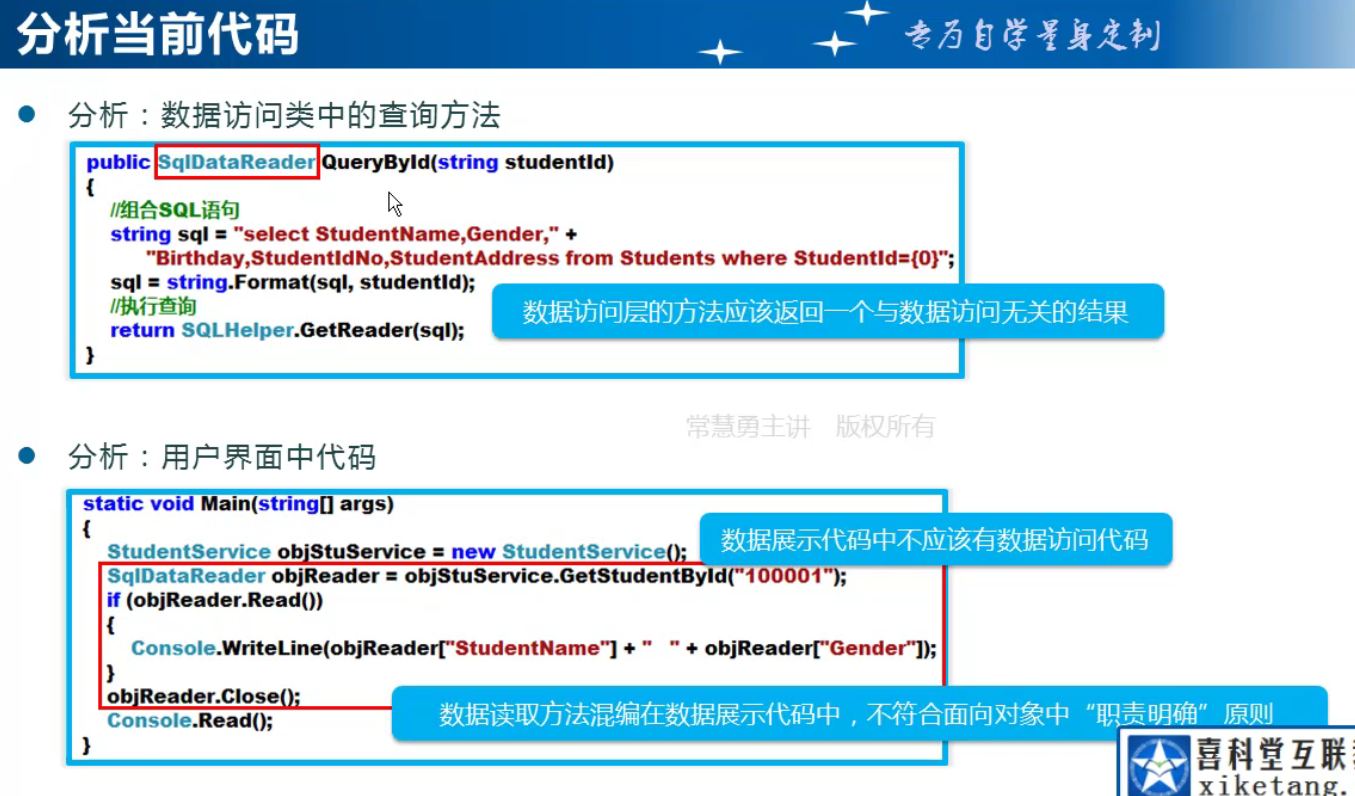 分析当前代码
专为自学量身定制
分析：数据访问类中的查询方法
public SqlDataReader QueryById(string studentId)
{
//组合SQL语句
string sql = "select StudentName,Gender," +
"Birthday,StudentIdNo,StudentAddress from Students where StudentId={0}";
sql = string.Format(sql, studentId);
//执行查询
return SQLHelper.GetReader(sql);
}
数据访问层的方法应该返回一个与数据访问无关的结果
常慧勇主讲 版权所有
分析：用户界面中代码
static void Main(string[] args)
{
StudentService objStuService = new StudentService();
数据展示代码中不应该有数据访问代码
SqlDataReader objReader = objStuService.GetStudentById("100001");
if (objReader.Read())
{
Console.WriteLine(objReader["StudentName"] + "   " + objReader["Gender"]);
}
objReader.Close();
Console.Read();
}
数据读取方法混编在数据展示代码中，不符合面向对象中“职责明确”原则
喜科堂互联
xiketang.